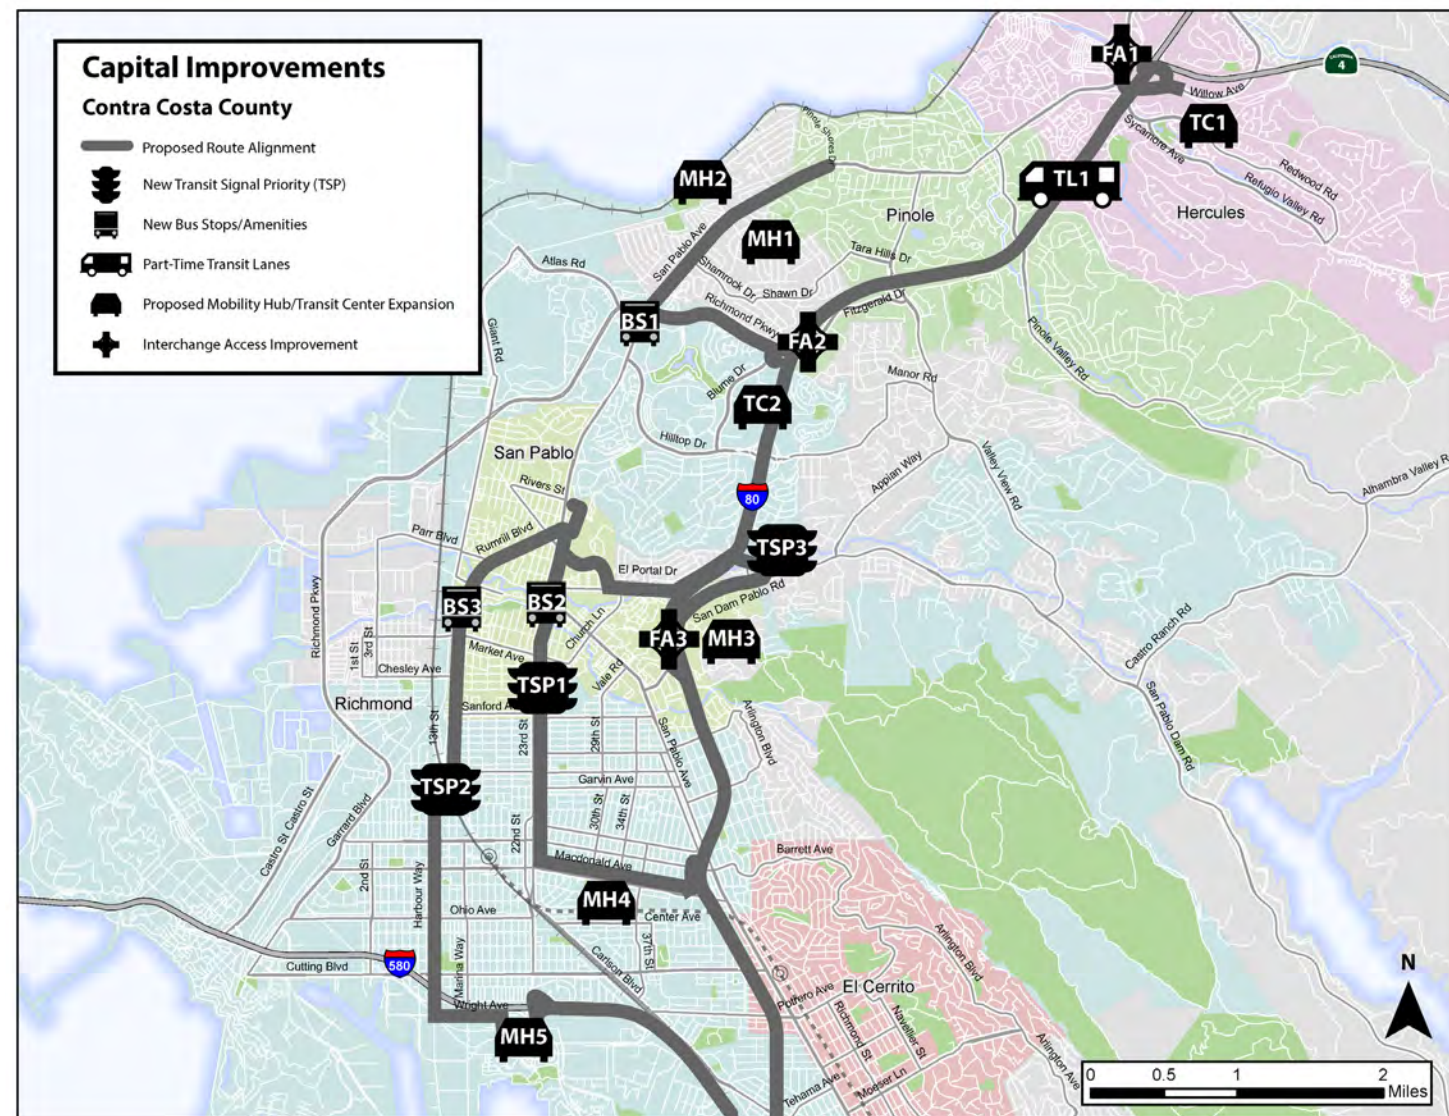 Capital Improvements
Contra Costa County
Proposed Route Alignment
New Transit Signal Priority (TSP)
New Bus Stops/Amenities
Part-Time Transit Lanes
Proposed Mobility Hub/Transit Center Expansion
Interchange Access Improvement
FA1
CALIFORNIA
4
Willow Ave
TC1
Sycamore Ave
Redwood Rd
Refugio Valley Rd
Hercules
TL1
Pinole Shores Dr
MH2
Pinole
MH1
San Pablo Ave
Tara Hills Dr
Shamrock Dr
Shawn Dr
Atlas Rd
Giant Rd
BS1
Richmond Pkwy
Fitzgerald Dr
FA2
Pinole Valley Rd
Blume Dr
Manor Rd
TC2
Hilltop Dr
San Pablo
Appian Way
Valley View Rd
Alhambra Valley R
Rivers St
80
Parr Blvd
Rumrill Blvd
TSP3
El Portal Dr
San Dam Pablo Rd
Richmond Pkwy
BS3
BS2
Church Ln
FA3
MH3
Castro Ranch Rd
1st St
3rd St
Market Ave
Chesley Ave
Vale Rd
TSP1
Richmond
Sanford A
San Pablo Dam Rd
13th St
23rd St
29th St
San Pablo Ave
Arlington Blvd
TSP2
Garvin Ave
Castro St
Castro St
Garrard Blvd
30th St
34th St
22nd St
Macdonald Ave
Barrett Ave
2nd St
MH4
Harbour Way
Ohio Ave
Center Ave
37th St
Arlington Blvd
580
Cutting Blvd
Marina Way
Carlson Blvd
El Cerrito
Potrero Ave
Wright Ave
Richmond St
Navellier St
MH5
Arlington Ave
Moeser Ln
Tehama Ave
N
0 0.5 1 2
Miles